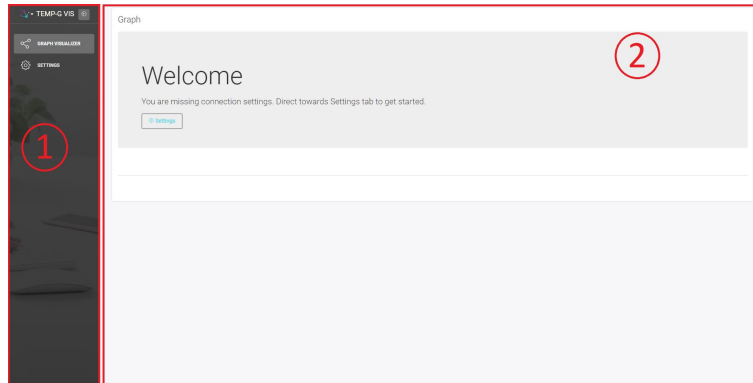 TEMP-G VIS
GRAPH VISUALIZER
SETTINGS
1
Graph
2
Welcome
You are missing connection settings. Direct towards Settings tab to get started.
Settings